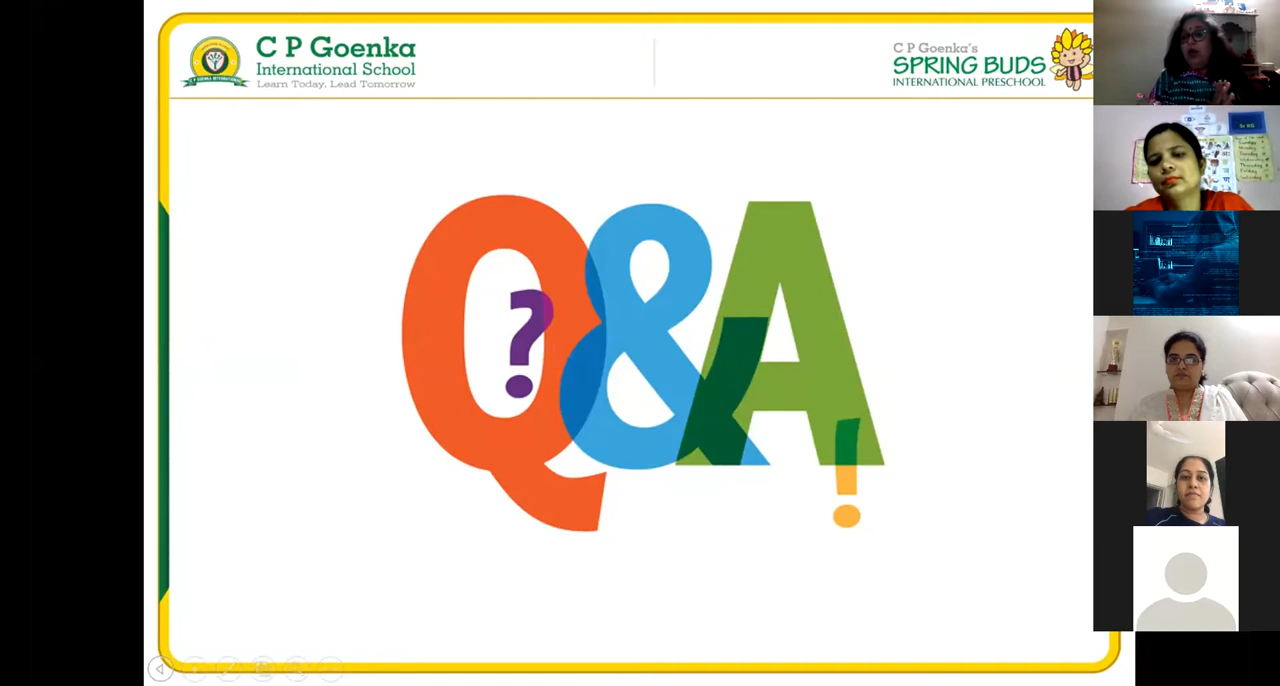 C P Goenka
International School
Learn Today, Lead Tomorrow
C P Goenka's
SPRING BUDS
INTERNATIONAL PRESCHOOL
Q&A
?
!